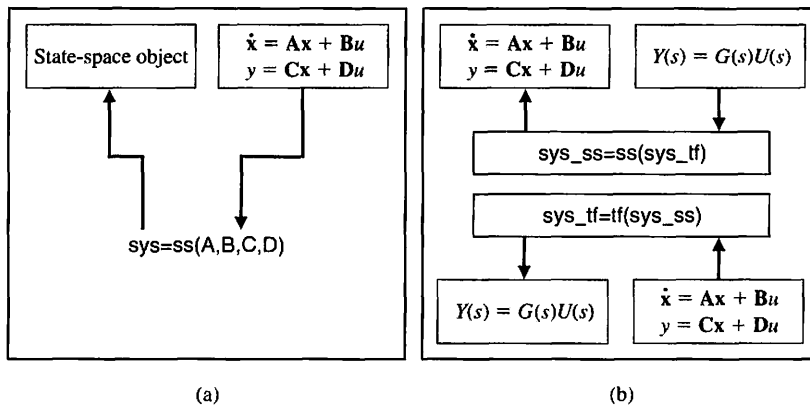 State-space object
ẋ = Ax + Bu
y = Cx + Du
sys=ss(A,B,C,D)
(a)
ẋ = Ax + Bu
y = Cx + Du
Y(s) = G(s)U(s)
sys_ss=ss(sys_tf)
sys_tf=tf(sys_ss)
Y(s) = G(s)U(s)
ẋ = Ax + Bu
y = Cx + Du
(b)